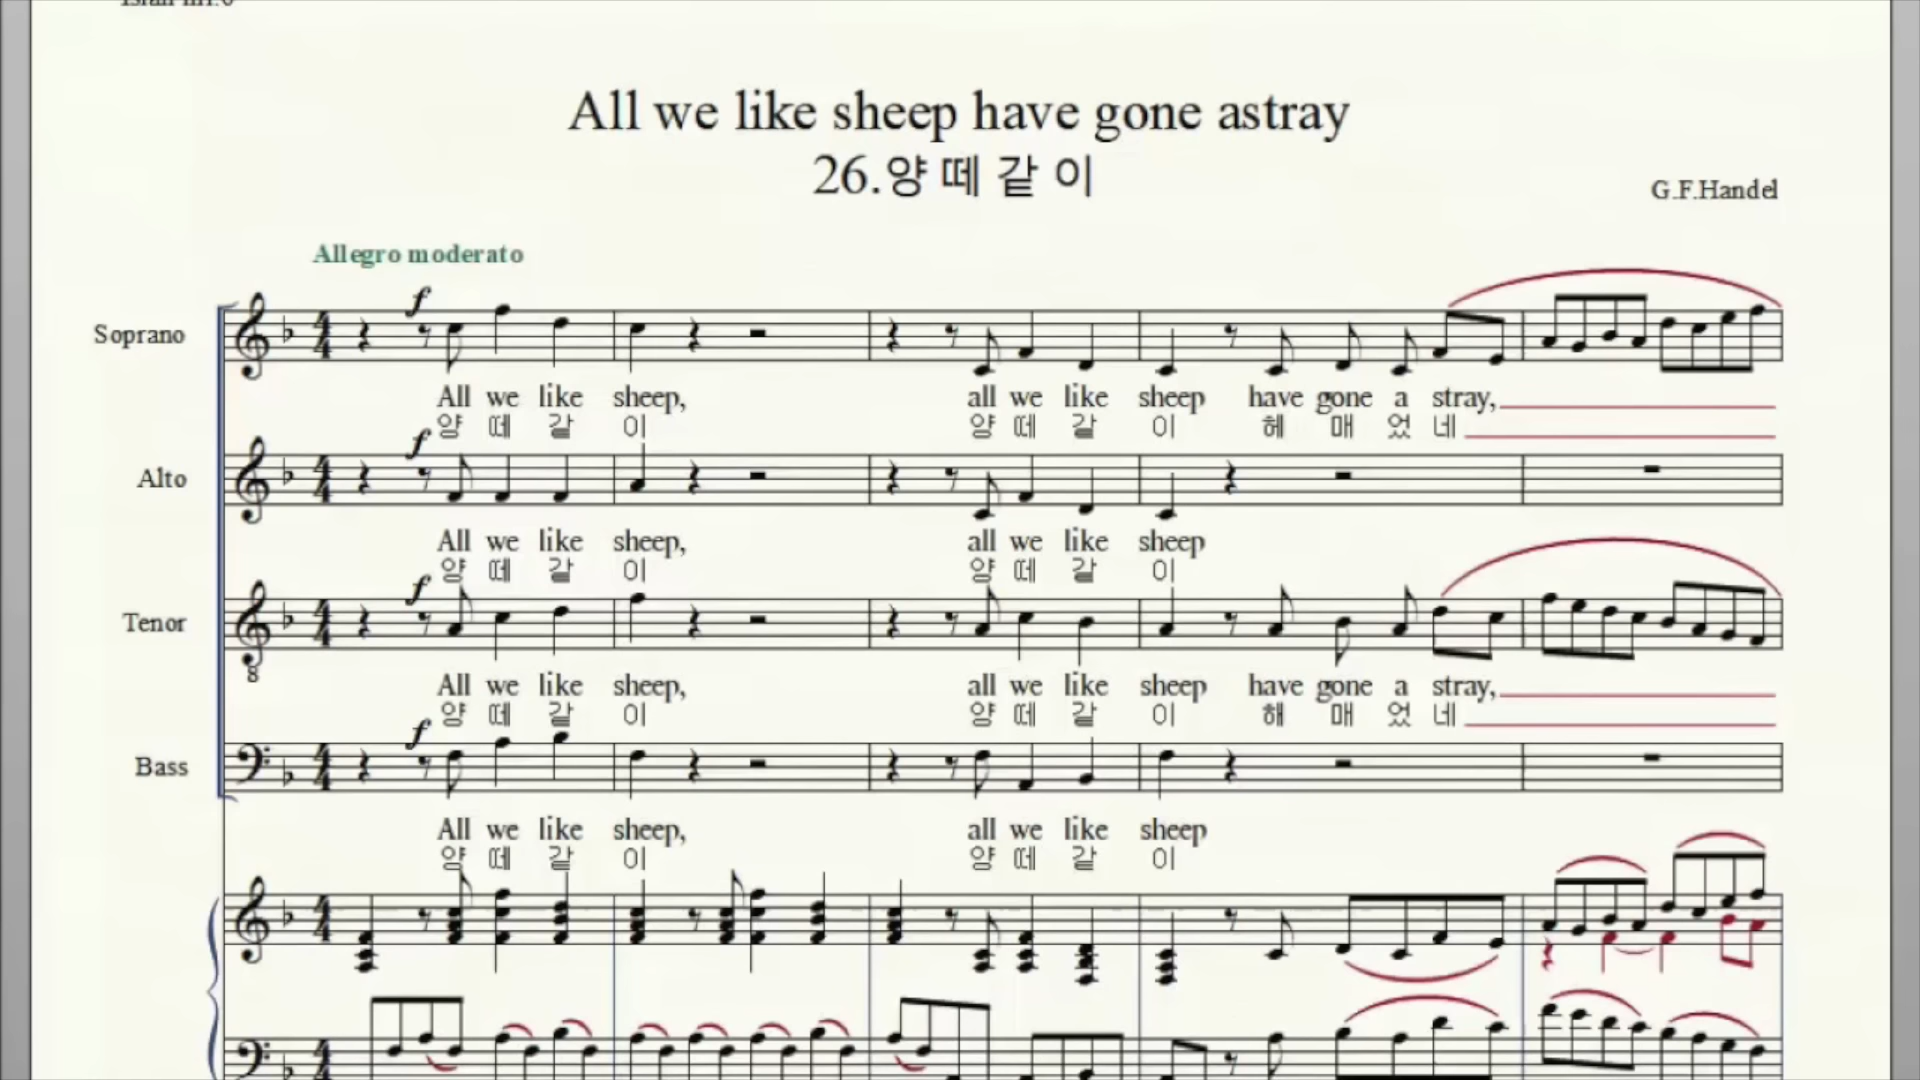 All we like sheep have gone astray
26.양 떼 같 이
G.F.Handel
Allegro moderato
f
Soprano
All we like sheep, all we like sheep have gone a stray,
양 떼 같 이 양 떼 같 이 헤 매 었 네
f
Alto
All we like sheep, all we like sheep
양 떼 같 이 양 떼 같 이
f
Tenor
8
All we like sheep, all we like sheep have gone a stray,
양 떼 같 이 양 떼 같 이 해 매 었 네
f
Bass
All we like sheep, all we like sheep
양 떼 같 이 양 떼 같 이